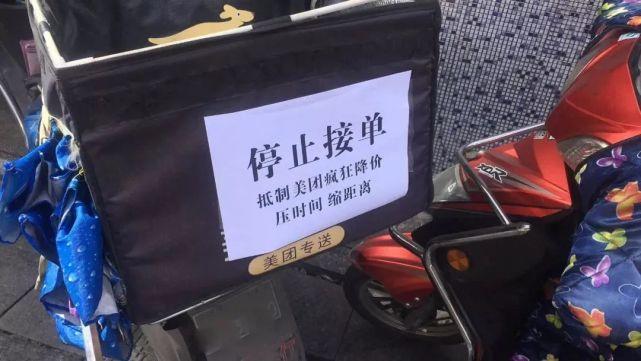 停止接单
抵制美团疯狂降价
压时间 缩距离
美团专送